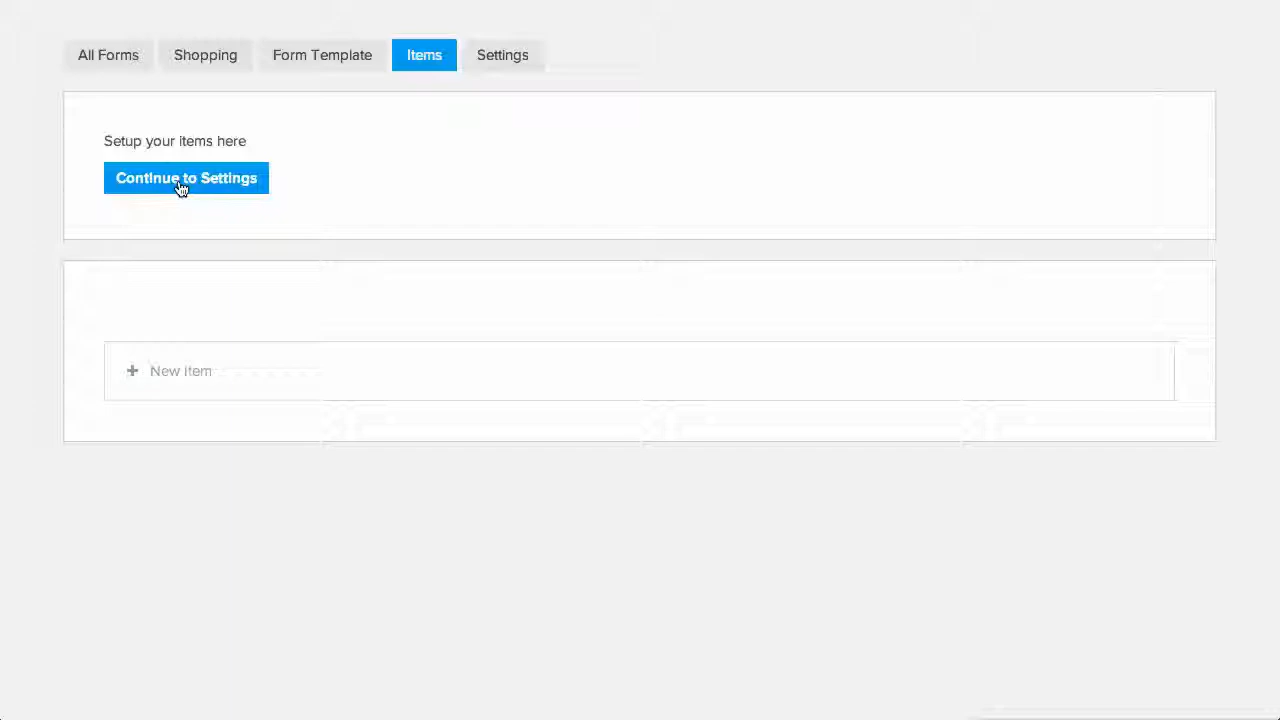 All Forms Shopping Form Template Items Settings
Setup your items here
Continue to Settings
+ New item